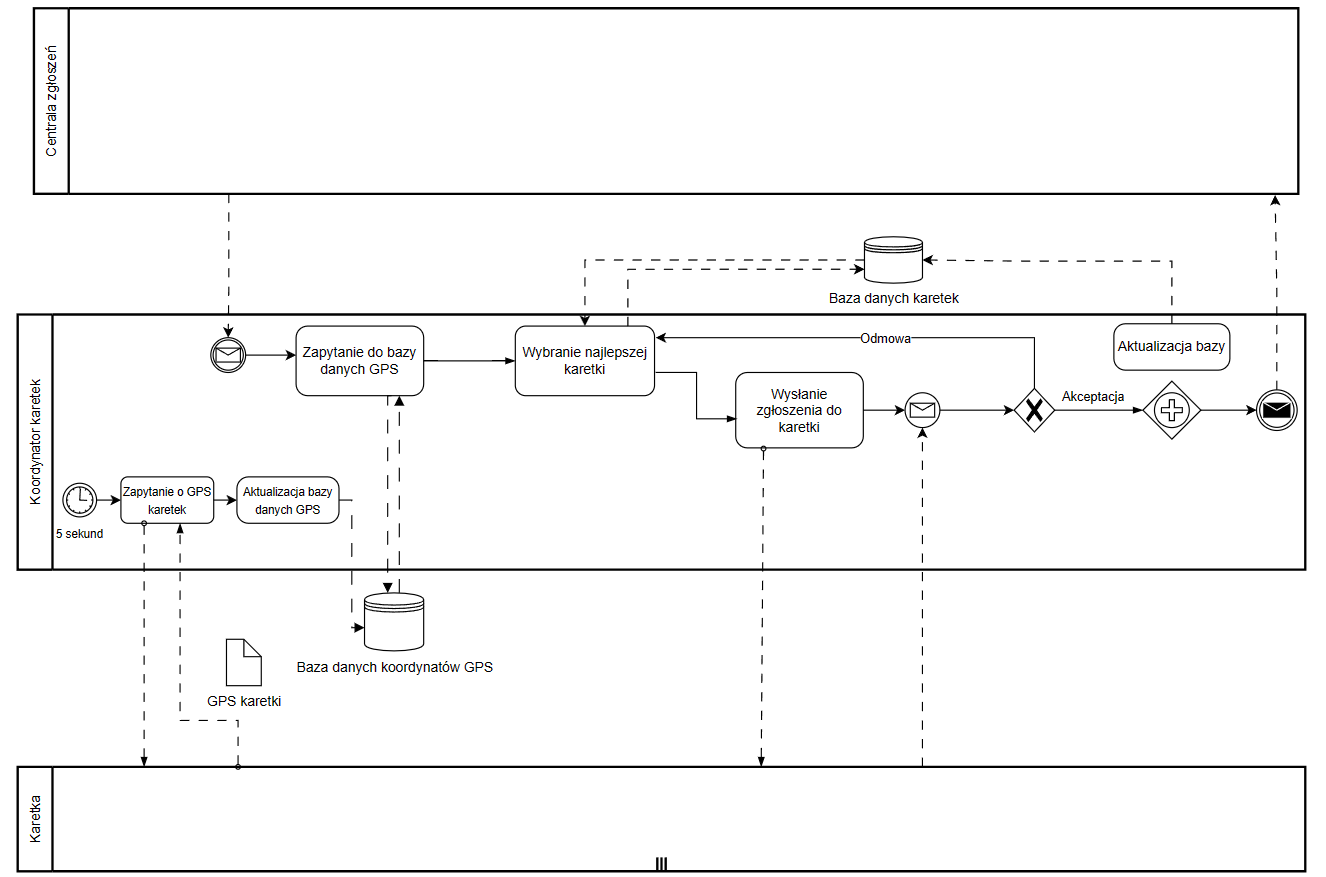 Centrala zgłoszeń
Baza danych karetek
Koordynator karetek
Zapytanie do bazy
danych GPS
Wybranie najlepszej
karetki
Odmowa
Aktualizacja bazy
Wysłanie
zgłoszenia do
karetki
Akceptacja
5 sekund
Zapytanie o GPS
karetek
Aktualizacja bazy
danych GPS
Baza danych koordynatów GPS
GPS karetki
Karetka